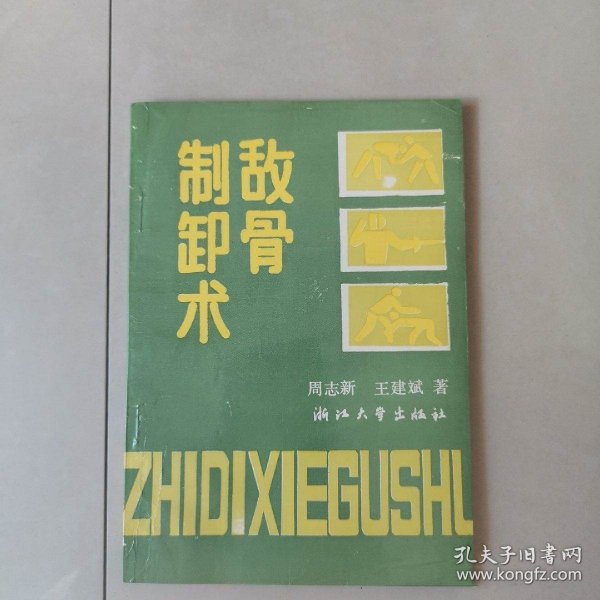 制敌
卸骨
术
周志新 王建斌 著
浙江大学出版社
ZHIDIXIEGUSHU
孔夫子旧书网
www.kongfz.com